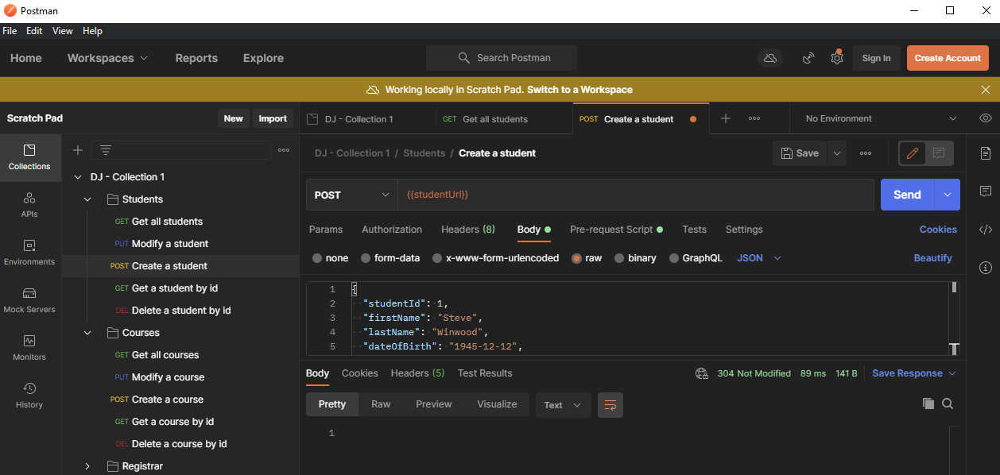 Postman
File Edit View Help
Home Workspaces Reports Explore Search Postman Sign In Create Account
Working locally in Scratch Pad. Switch to a Workspace
Scratch Pad New Import
DJ - Collection 1 GET Get all students POST Create a student No Environment
Collections
APIs
Environments
Mock Servers
Monitors
History
DJ - Collection 1
Students
GET Get all students
PUT Modify a student
POST Create a student
GET Get a student by id
DEL Delete a student by id
Courses
GET Get all courses
PUT Modify a course
POST Create a course
GET Get a course by id
DEL Delete a course by id
Registrar
DJ - Collection 1 / Students / Create a student Save
POST {{studentUrl}} Send
Params Authorization Headers (8) Body Pre-request Script Tests Settings Cookies
none form-data x-www-form-urlencoded raw binary GraphQL JSON Beautify
1 {
2 "studentId": 1,
3 "firstName": "Steve",
4 "lastName": "Winwood",
5 "dateOfBirth": "1945-12-12",
Body Cookies Headers (5) Test Results 304 Not Modified 89 ms 141 B Save Response
Pretty Raw Preview Visualize Text
1